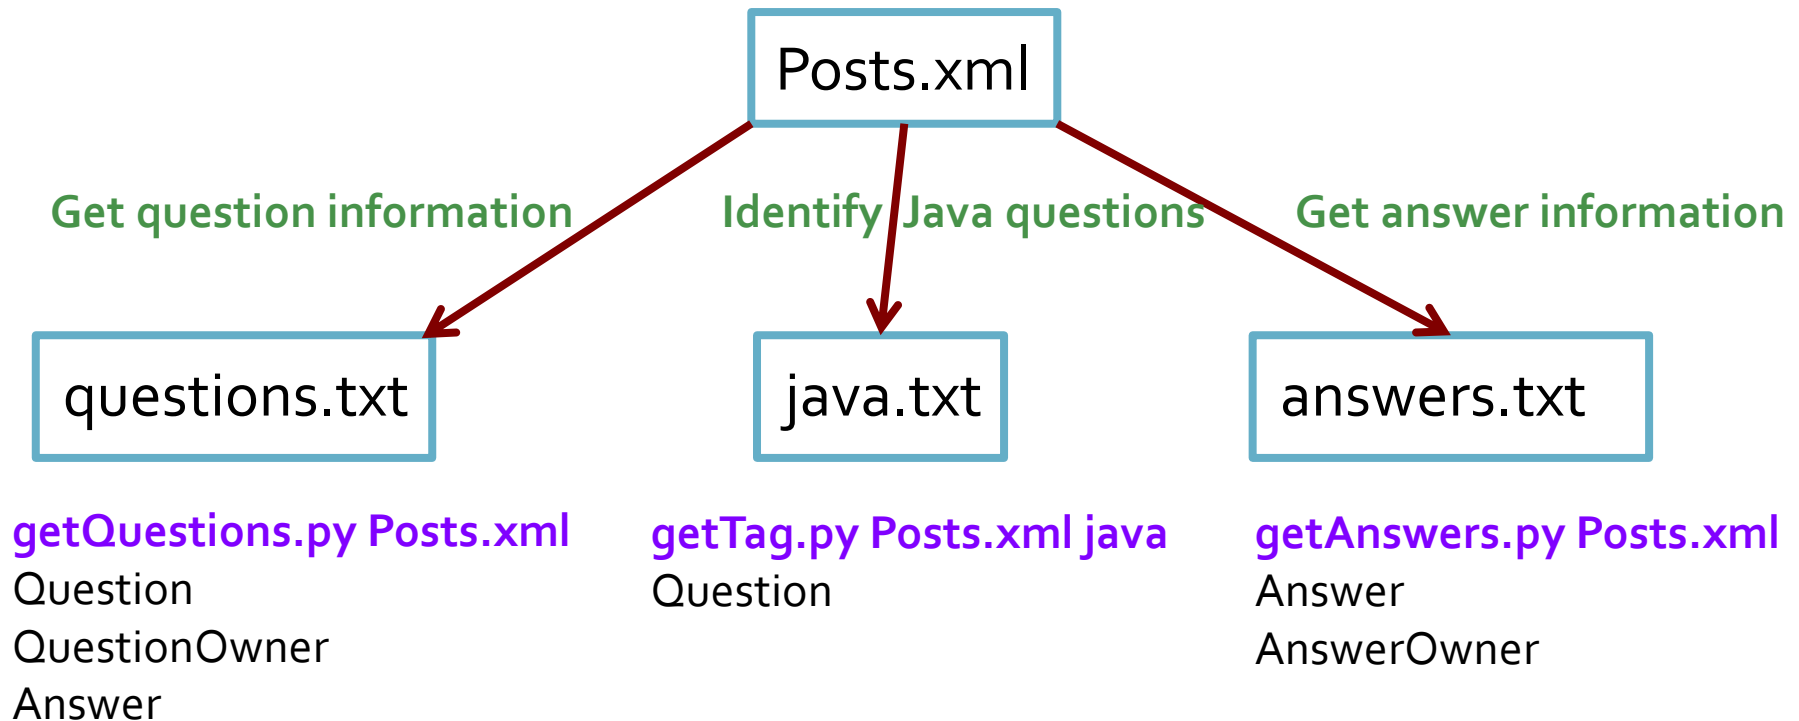 Posts.xml
Get question information
Identify Java questions
Get answer information
questions.txt
java.txt
answers.txt
getQuestions.py Posts.xml
Question
QuestionOwner
Answer
getTag.py Posts.xml java
Question
getAnswers.py Posts.xml
Answer
AnswerOwner